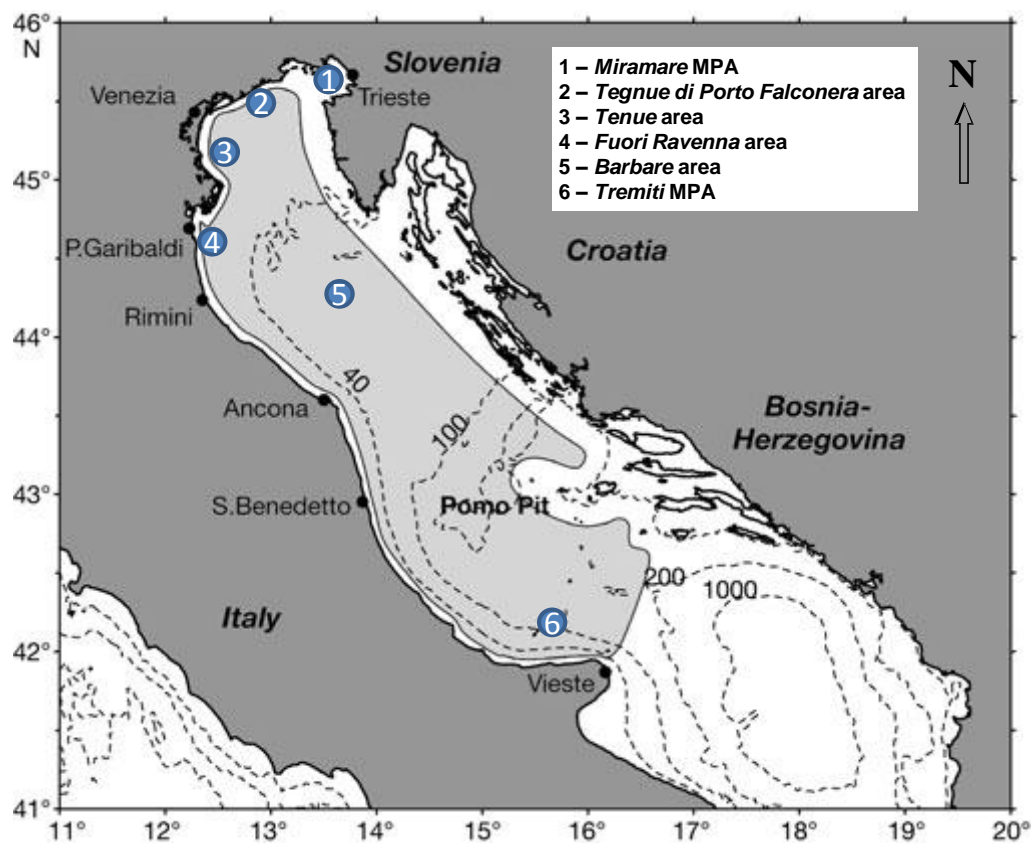 46°
N
45°
44°
43°
42°
41°
11°
12°
13°
14°
15°
16°
17°
18°
19°
20°
1 – Miramare MPA
2 – Tegnue di Porto Falconera area
3 – Tenue area
4 – Fuori Ravenna area
5 – Barbare area
6 – Tremiti MPA
N
Slovenia
Trieste
Venezia
1
2
3
4
5
6
P.Garibaldi
Rimini
Croatia
Ancona
40
100
Bosnia-
Herzegovina
S.Benedetto
Pomo Pit
200
1000
Italy
Vieste